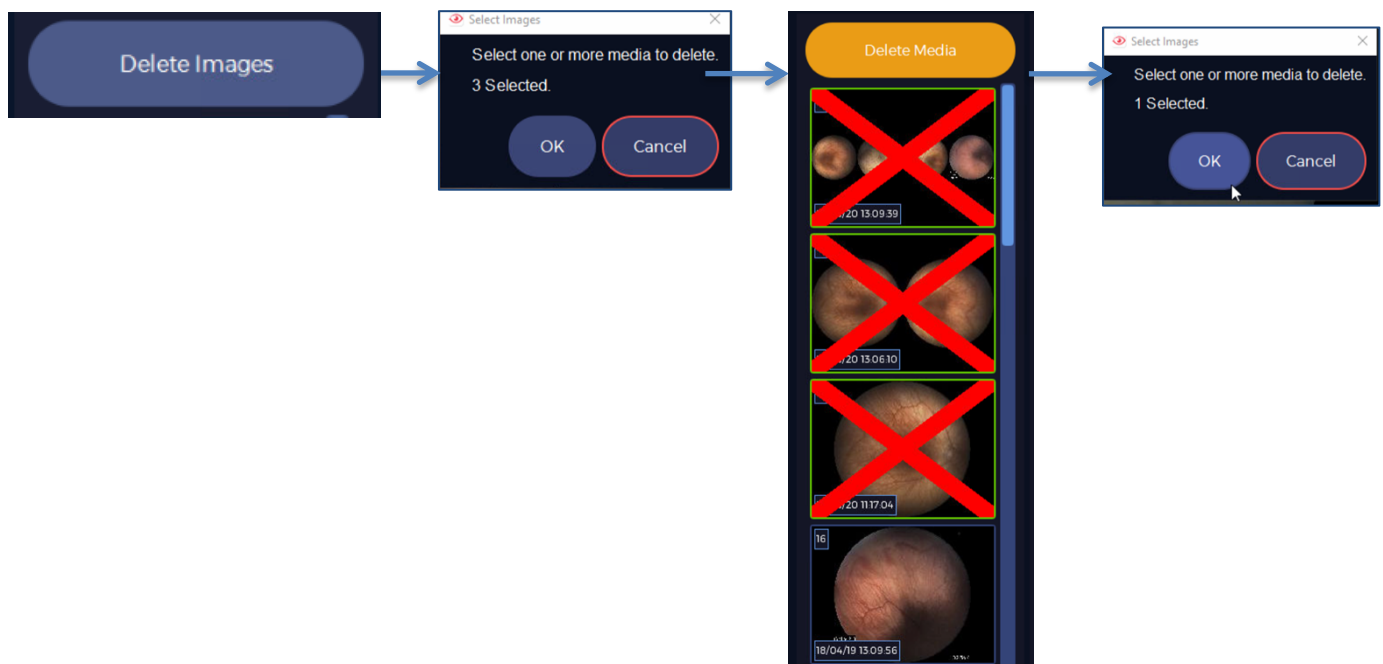 Delete Images
Select Images
Select one or more media to delete.
3 Selected.
OK
Cancel
Delete Media
/20 13:09:39
/20 13:06:10
/20 11:17:04
16
18/04/19 13:09:56
Select Images
Select one or more media to delete.
1 Selected.
OK
Cancel